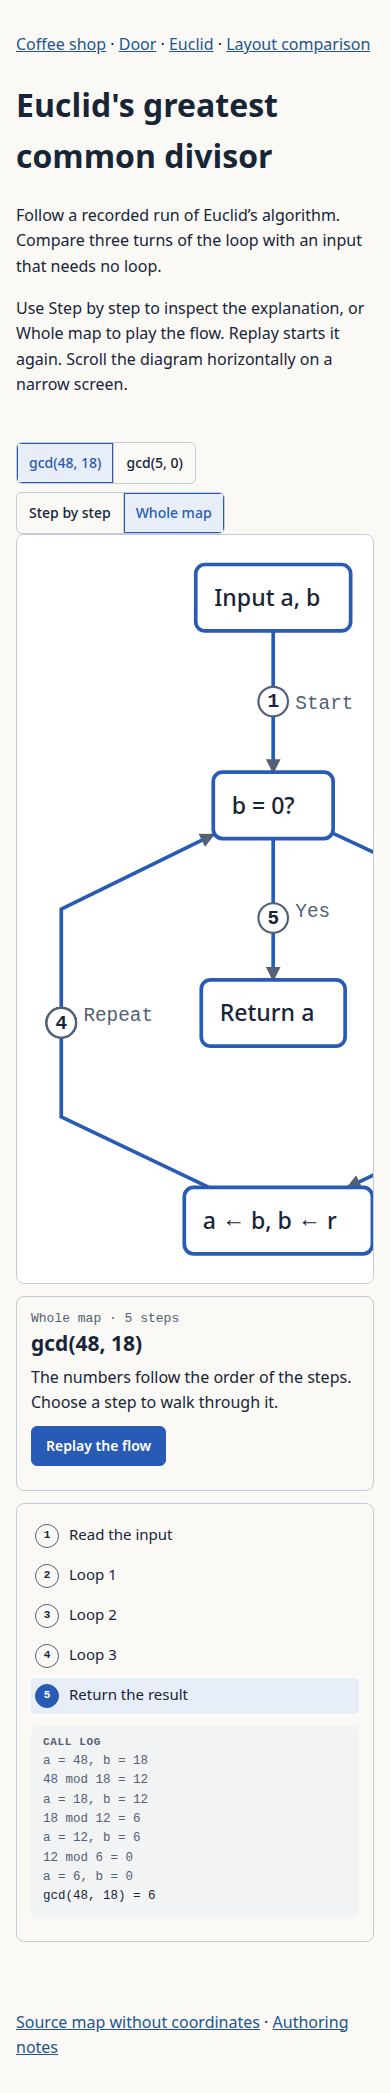 Coffee shop · Door · Euclid · Layout comparison
Euclid's greatest
common divisor
Follow a recorded run of Euclid’s algorithm.
Compare three turns of the loop with an input
that needs no loop.
Use Step by step to inspect the explanation, or
Whole map to play the flow. Replay starts it
again. Scroll the diagram horizontally on a
narrow screen.
gcd(48, 18) gcd(5, 0)
Step by step Whole map
Input a, b
1 Start
b = 0?
5 Yes
Return a
4 Repeat
a ← b, b ← r
Whole map · 5 steps
gcd(48, 18)
The numbers follow the order of the steps.
Choose a step to walk through it.
Replay the flow
1 Read the input
2 Loop 1
3 Loop 2
4 Loop 3
5 Return the result
CALL LOG
a = 48, b = 18
48 mod 18 = 12
a = 18, b = 12
18 mod 12 = 6
a = 12, b = 6
12 mod 6 = 0
a = 6, b = 0
gcd(48, 18) = 6
Source map without coordinates · Authoring
notes